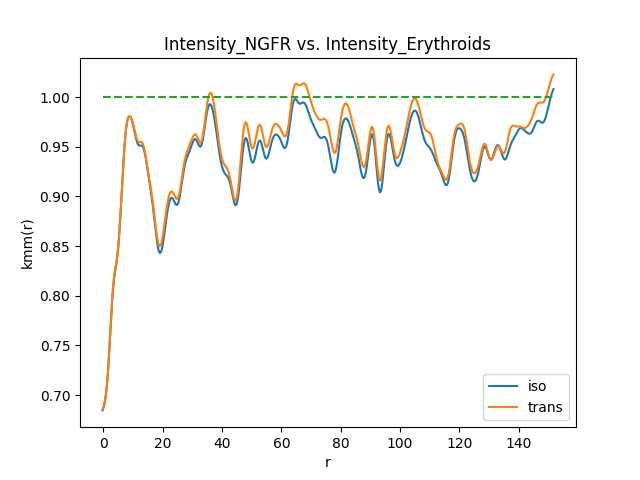 Intensity_NGFR vs. Intensity_Erythroids
kmm(r)
1.00
0.95
0.90
0.85
0.80
0.75
0.70
0 20 40 60 80 100 120 140
r
iso
trans